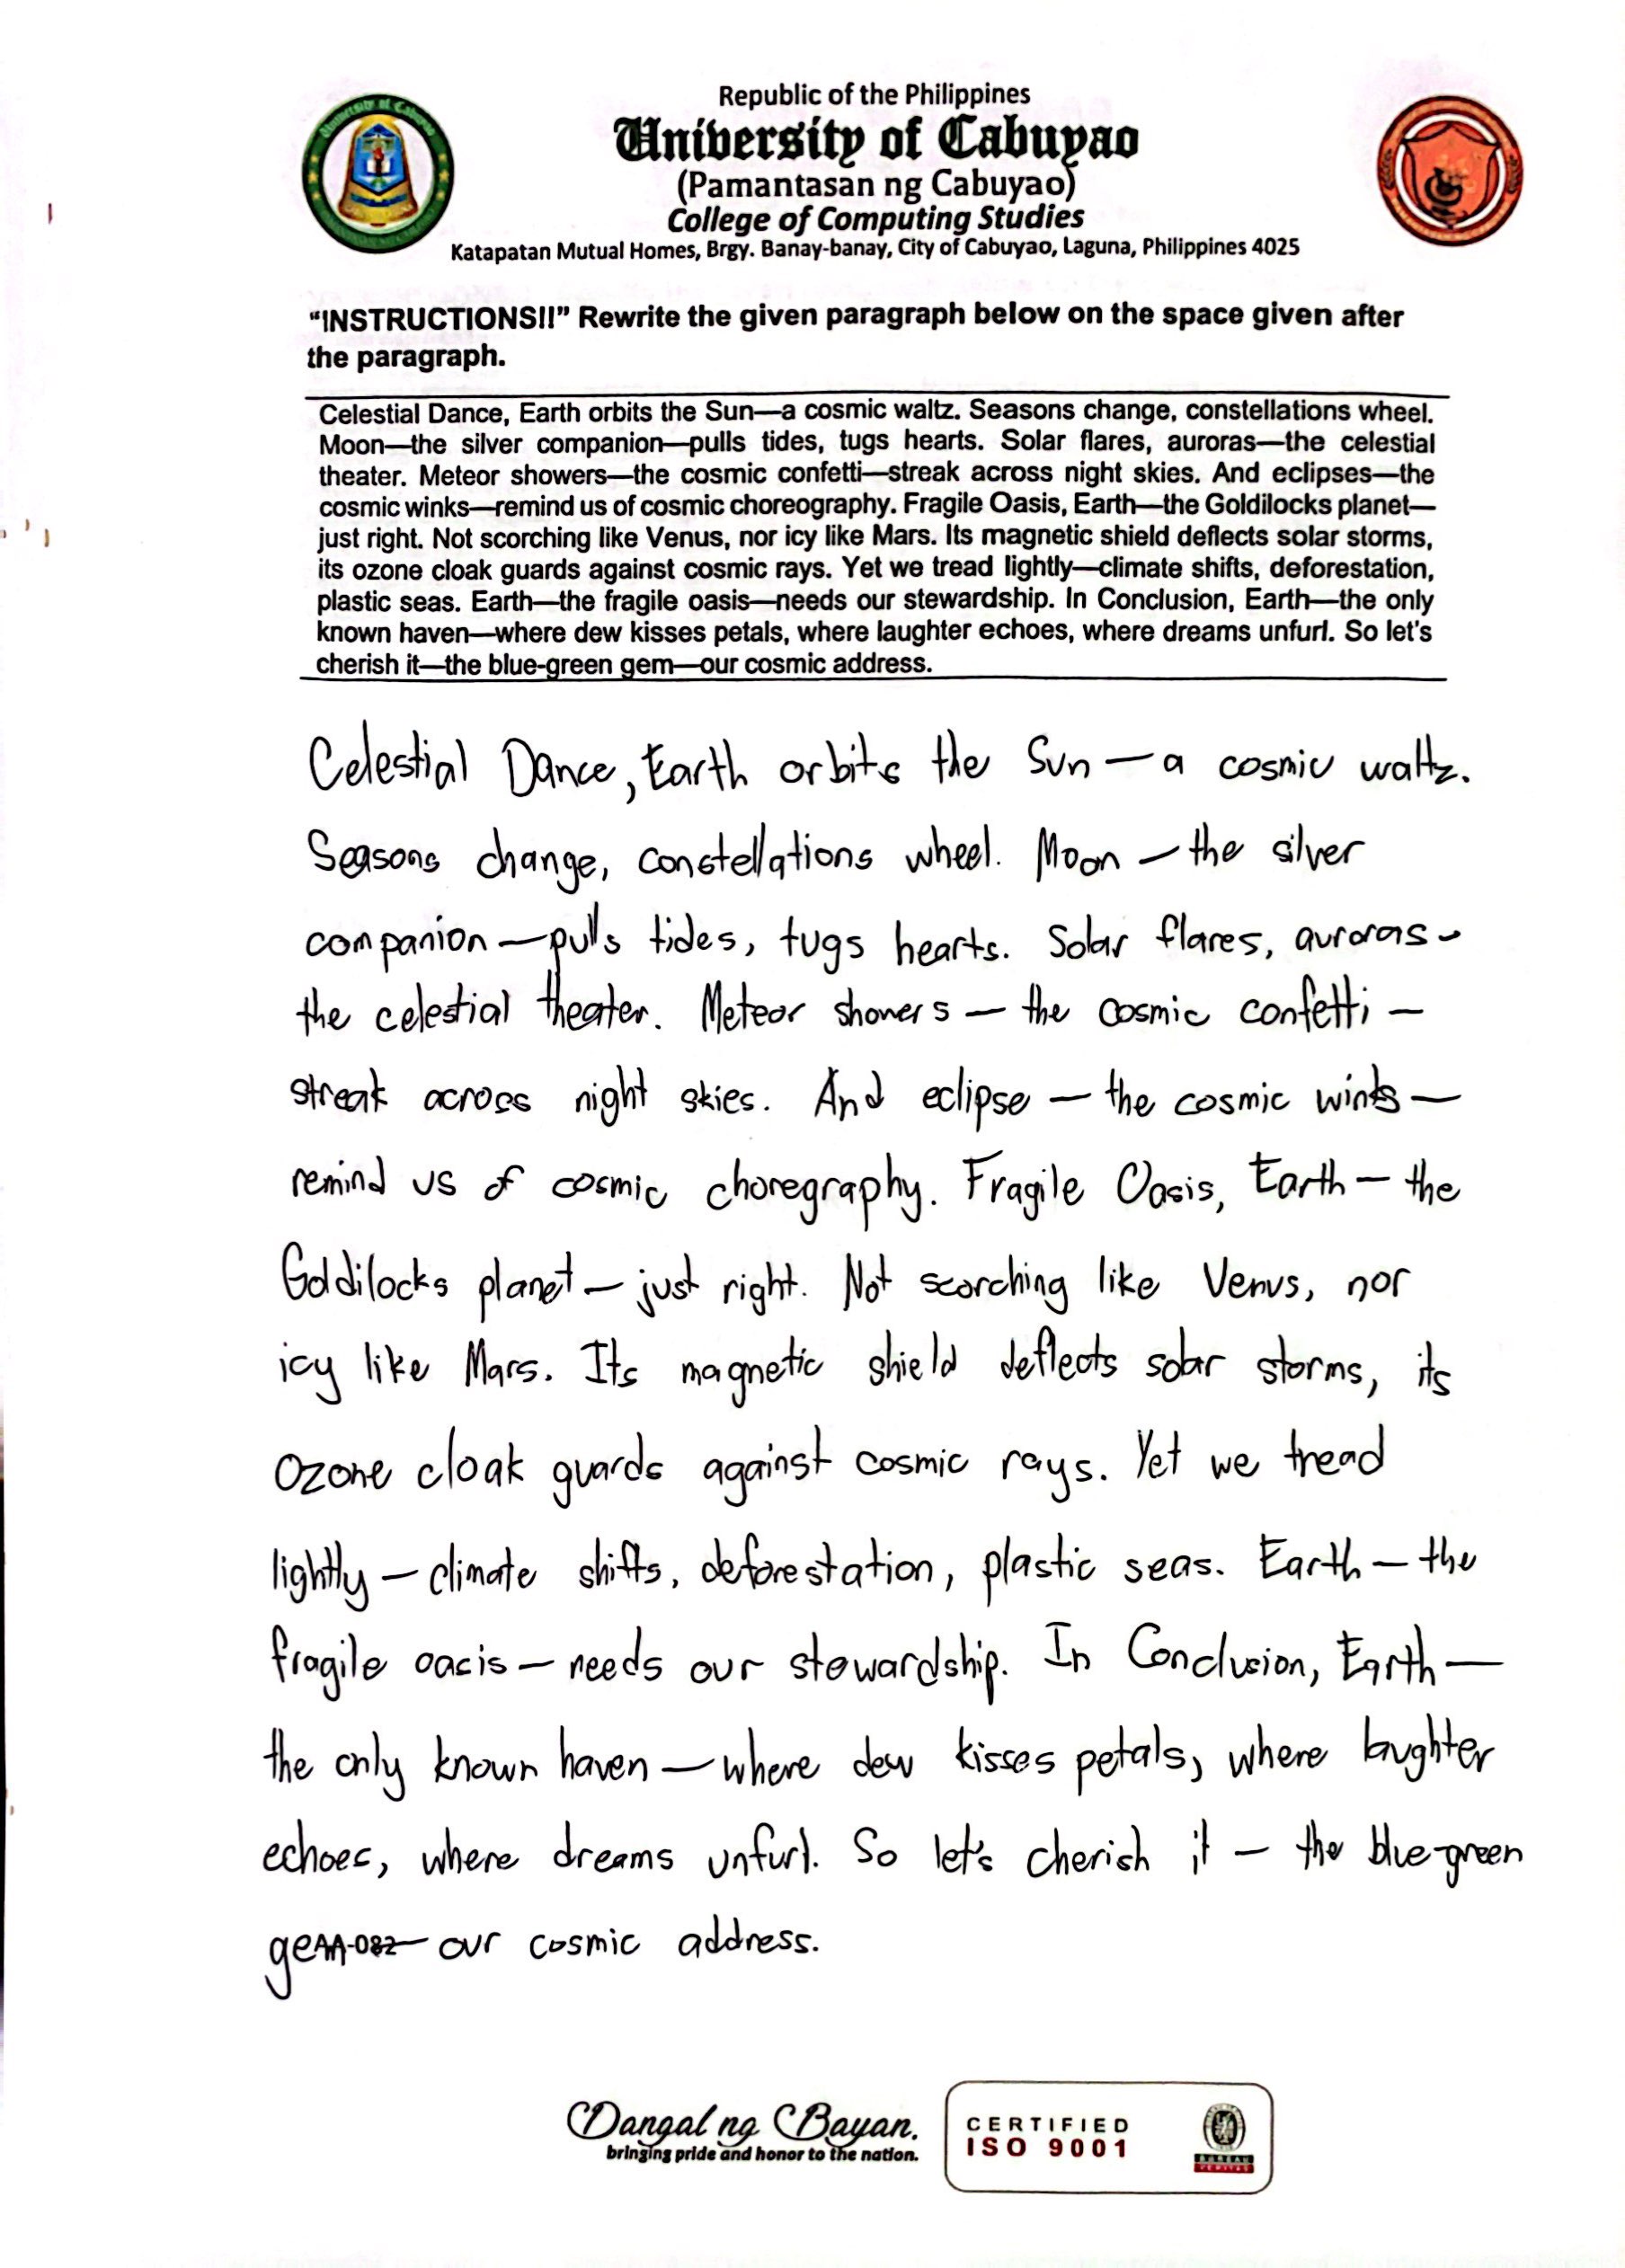 Republic of the Philippines
University of Cabuyao
(Pamantasan ng Cabuyao)
College of Computing Studies
Katapatan Mutual Homes, Brgy. Banay-banay, City of Cabuyao, Laguna, Philippines 4025
“INSTRUCTIONS!!” Rewrite the given paragraph below on the space given after
the paragraph.
Celestial Dance, Earth orbits the Sun—a cosmic waltz. Seasons change, constellations wheel.
Moon—the silver companion—pulls tides, tugs hearts. Solar flares, auroras—the celestial
theater. Meteor showers—the cosmic confetti—streak across night skies. And eclipses—the
cosmic winks—remind us of cosmic choreography. Fragile Oasis, Earth—the Goldilocks planet—
just right. Not scorching like Venus, nor icy like Mars. Its magnetic shield deflects solar storms,
its ozone cloak guards against cosmic rays. Yet we tread lightly—climate shifts, deforestation,
plastic seas. Earth—the fragile oasis—needs our stewardship. In Conclusion, Earth—the only
known haven—where dew kisses petals, where laughter echoes, where dreams unfurl. So let's
cherish it—the blue-green gem—our cosmic address.
Celestial Dance, Earth orbits the Sun—a cosmic waltz.
Seasons change, constellations wheel. Moon—the silver
companion—pulls tides, tugs hearts. Solar flares, auroras-
the celestial theater. Meteor showers — the cosmic confetti —
streak across night skies. And eclipse — the cosmic winks—
remind us of cosmic choregraphy. Fragile Oasis, Earth — the
Goldilocks planet — just right. Not scorching like Venus, nor
icy like Mars. Its magnetic shield deflects solar storms, its
Ozone cloak guards against cosmic rays. Yet we tread
lightly — climate shifts, deforestation, plastic seas. Earth — the
fragile oasis — needs our stewardship. In Conclusion, Earth —
the only known haven — where dew kisses petals, where laughter
echoes, where dreams unfurl. So let's cherish it — the blue-green
gem — our cosmic address.
AA-082
Dangal ng Bayan.
bringing pride and honor to the nation.
CERTIFIED
ISO 9001
BUREAU
VERITAS